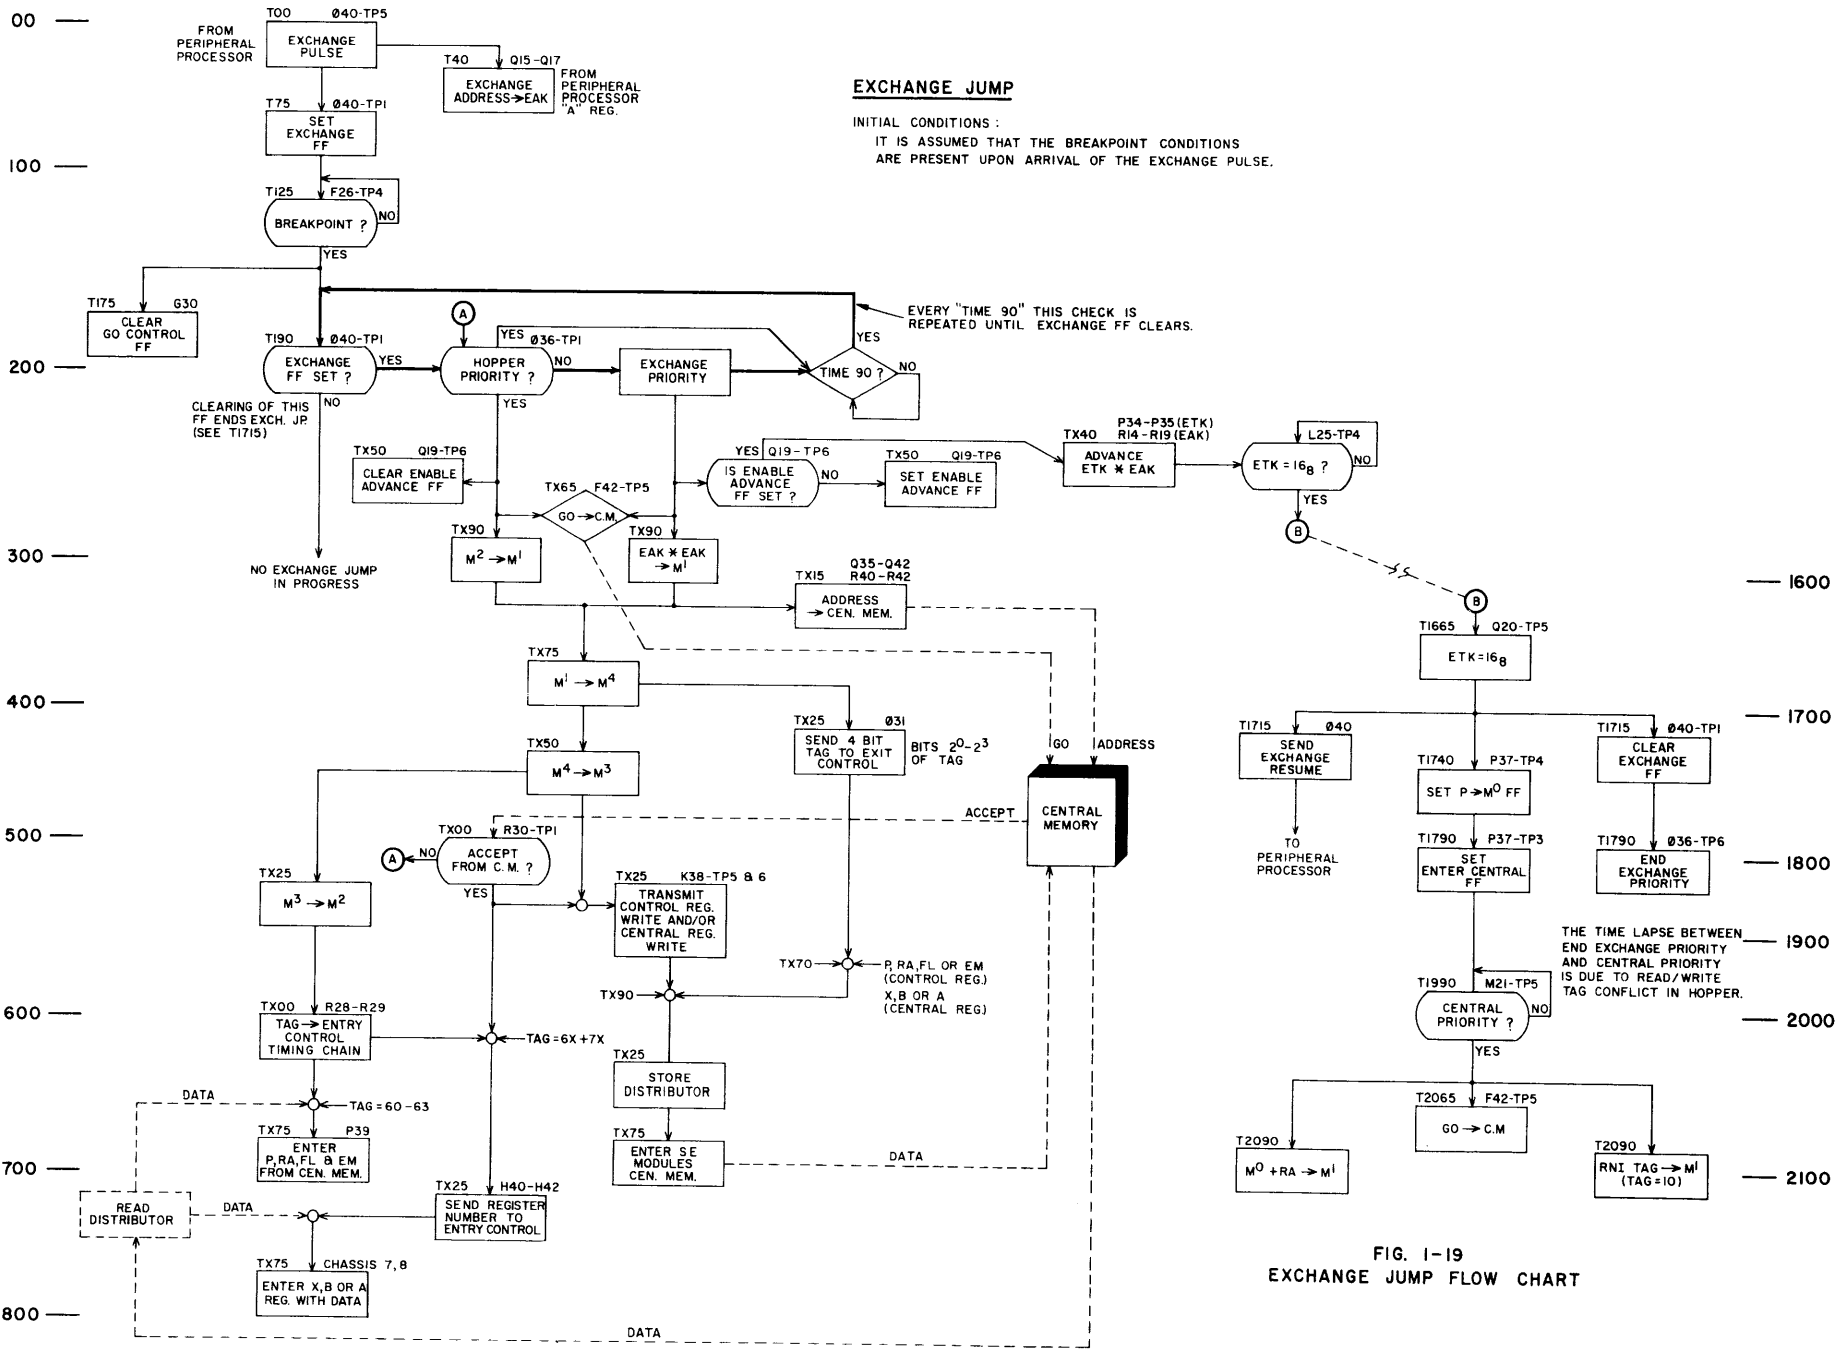 00
T00 Ø40-TP5
FROM
PERIPHERAL
PROCESSOR
EXCHANGE
PULSE
T40 Q15-Q17
EXCHANGE
ADDRESS→EAK
FROM
PERIPHERAL
PROCESSOR
"A" REG.
EXCHANGE JUMP
INITIAL CONDITIONS :
IT IS ASSUMED THAT THE BREAKPOINT CONDITIONS
ARE PRESENT UPON ARRIVAL OF THE EXCHANGE PULSE.
T75 Ø40-TP1
SET
EXCHANGE
FF
100
T125 F26-TP4
BREAKPOINT ?
NO
YES
T175 G30
CLEAR
GO CONTROL
FF
T190 Ø40-TP1
EXCHANGE
FF SET ?
YES
NO
CLEARING OF THIS
FF ENDS EXCH. JP.
(SEE T1715)
NO EXCHANGE JUMP
IN PROGRESS
200
A
YES Ø36-TP1
HOPPER
PRIORITY ?
NO
YES
EXCHANGE
PRIORITY
TIME 90 ?
YES
NO
EVERY "TIME 90" THIS CHECK IS
REPEATED UNTIL EXCHANGE FF CLEARS.
TX50 Q19-TP6
CLEAR ENABLE
ADVANCE FF
TX65 F42-TP5
GO→C.M.
YES Q19-TP6
IS ENABLE
ADVANCE
FF SET ?
NO
TX50 Q19-TP6
SET ENABLE
ADVANCE FF
P34-P35(ETK)
TX40 R14-R19(EAK)
ADVANCE
ETK * EAK
L25-TP4
ETK = 16₈ ?
NO
YES
B
300
TX90
M² → M¹
TX90
EAK * EAK
→ M¹
Q35-Q42
TX15 R40-R42
ADDRESS
→ CEN. MEM.
TX75
M¹ → M⁴
400
TX25 Ø31
SEND 4 BIT
TAG TO EXIT
CONTROL
BITS 2⁰-2³
OF TAG
GO
ADDRESS
TX50
M⁴ → M³
CENTRAL
MEMORY
ACCEPT
500
TX00 R30-TP1
ACCEPT
FROM C.M. ?
A
NO
YES
TX25
M³ → M²
TX25 K38-TP5 & 6
TRANSMIT
CONTROL REG.
WRITE AND/OR
CENTRAL REG.
WRITE
TX70
P, RA, FL OR EM
(CONTROL REG.)
X, B OR A
(CENTRAL REG)
TX90
600
TX00 R28-R29
TAG → ENTRY
CONTROL
TIMING CHAIN
TAG = 6X + 7X
TX25
STORE
DISTRIBUTOR
DATA
TAG = 60-63
TX75 P39
ENTER
P, RA, FL & EM
FROM CEN. MEM.
TX75
ENTER SE
MODULES
CEN. MEM.
DATA
700
READ
DISTRIBUTOR
DATA
TX25 H40-H42
SEND REGISTER
NUMBER TO
ENTRY CONTROL
TX75 CHASSIS 7, 8
ENTER X, B OR A
REG. WITH DATA
800
DATA
1600
B
T1665 Q20-TP5
ETK = 16₈
1700
T1715 Ø40
SEND
EXCHANGE
RESUME
TO
PERIPHERAL
PROCESSOR
T1740 P37-TP4
SET P→M⁰ FF
T1715 Ø40-TP1
CLEAR
EXCHANGE
FF
T1790 P37-TP3
SET
ENTER CENTRAL
FF
T1790 Ø36-TP6
END
EXCHANGE
PRIORITY
1800
THE TIME LAPSE BETWEEN
END EXCHANGE PRIORITY
AND CENTRAL PRIORITY
IS DUE TO READ/WRITE
TAG CONFLICT IN HOPPER.
1900
T1990 M21-TP5
CENTRAL
PRIORITY ?
NO
YES
2000
T2065 F42-TP5
GO → C.M
T2090
M⁰ + RA → M¹
T2090
RNI TAG → M¹
(TAG = 10)
2100
FIG. 1-19
EXCHANGE JUMP FLOW CHART